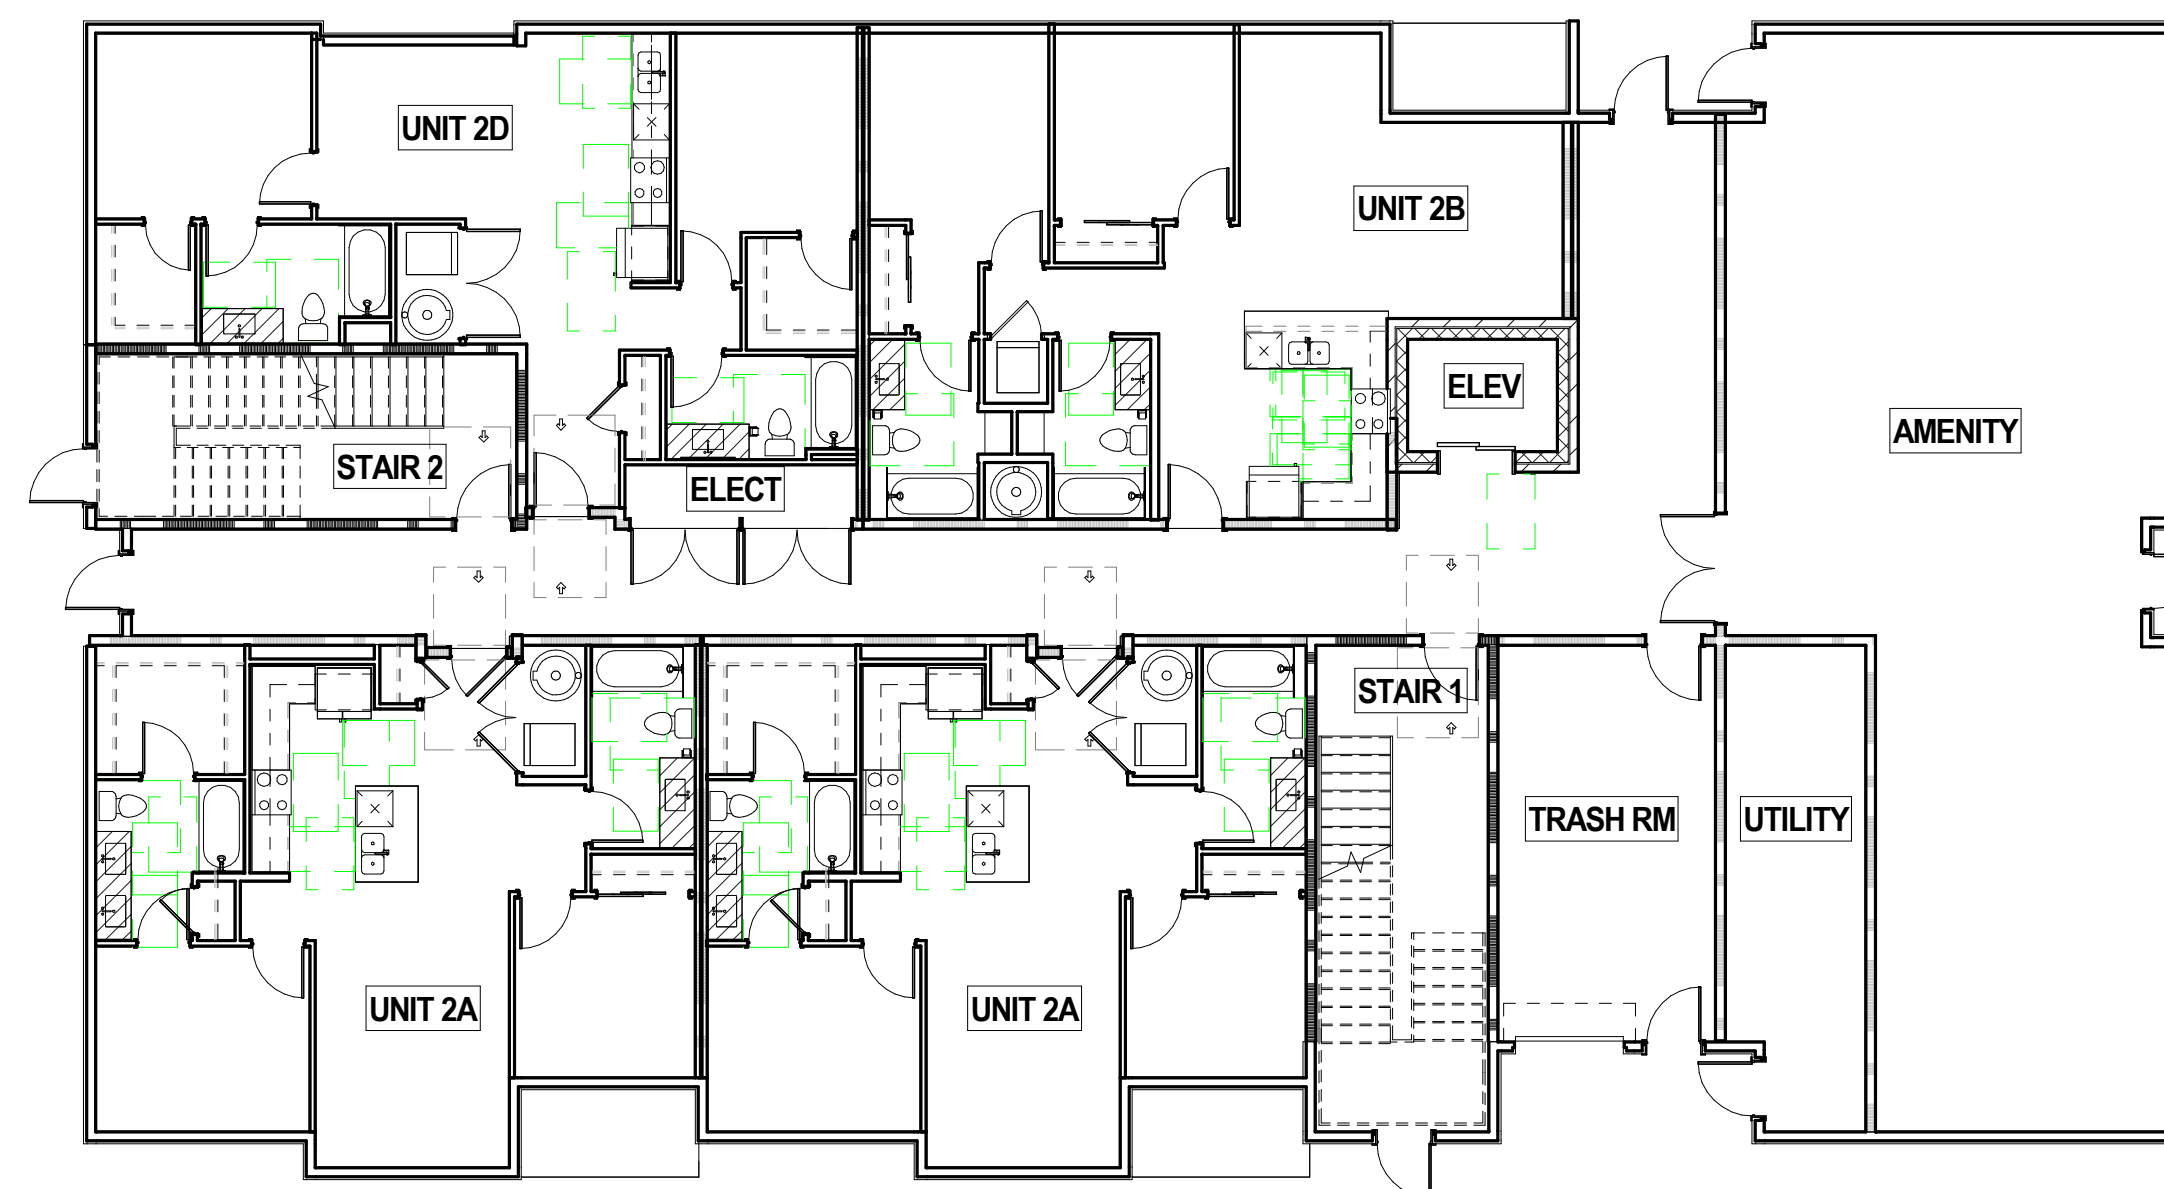 UNIT 2D
UNIT 2B
ELEV
AMENITY
STAIR 2
ELECT
STAIR 1
TRASH RM
UTILITY
UNIT 2A
UNIT 2A